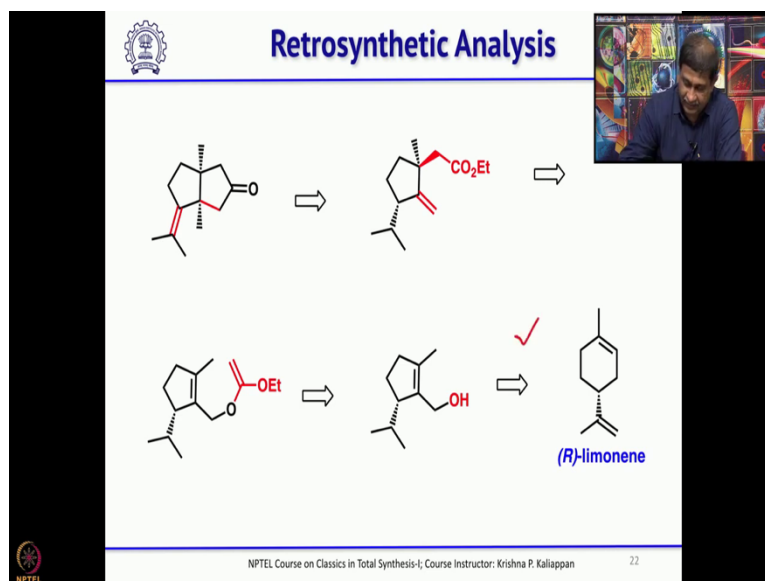 Retrosynthetic Analysis
O
CO₂Et
O
OEt
OH
(R)-limonene
NPTEL Course on Classics in Total Synthesis-I; Course Instructor: Krishna P. Kaliappan
22
NPTEL